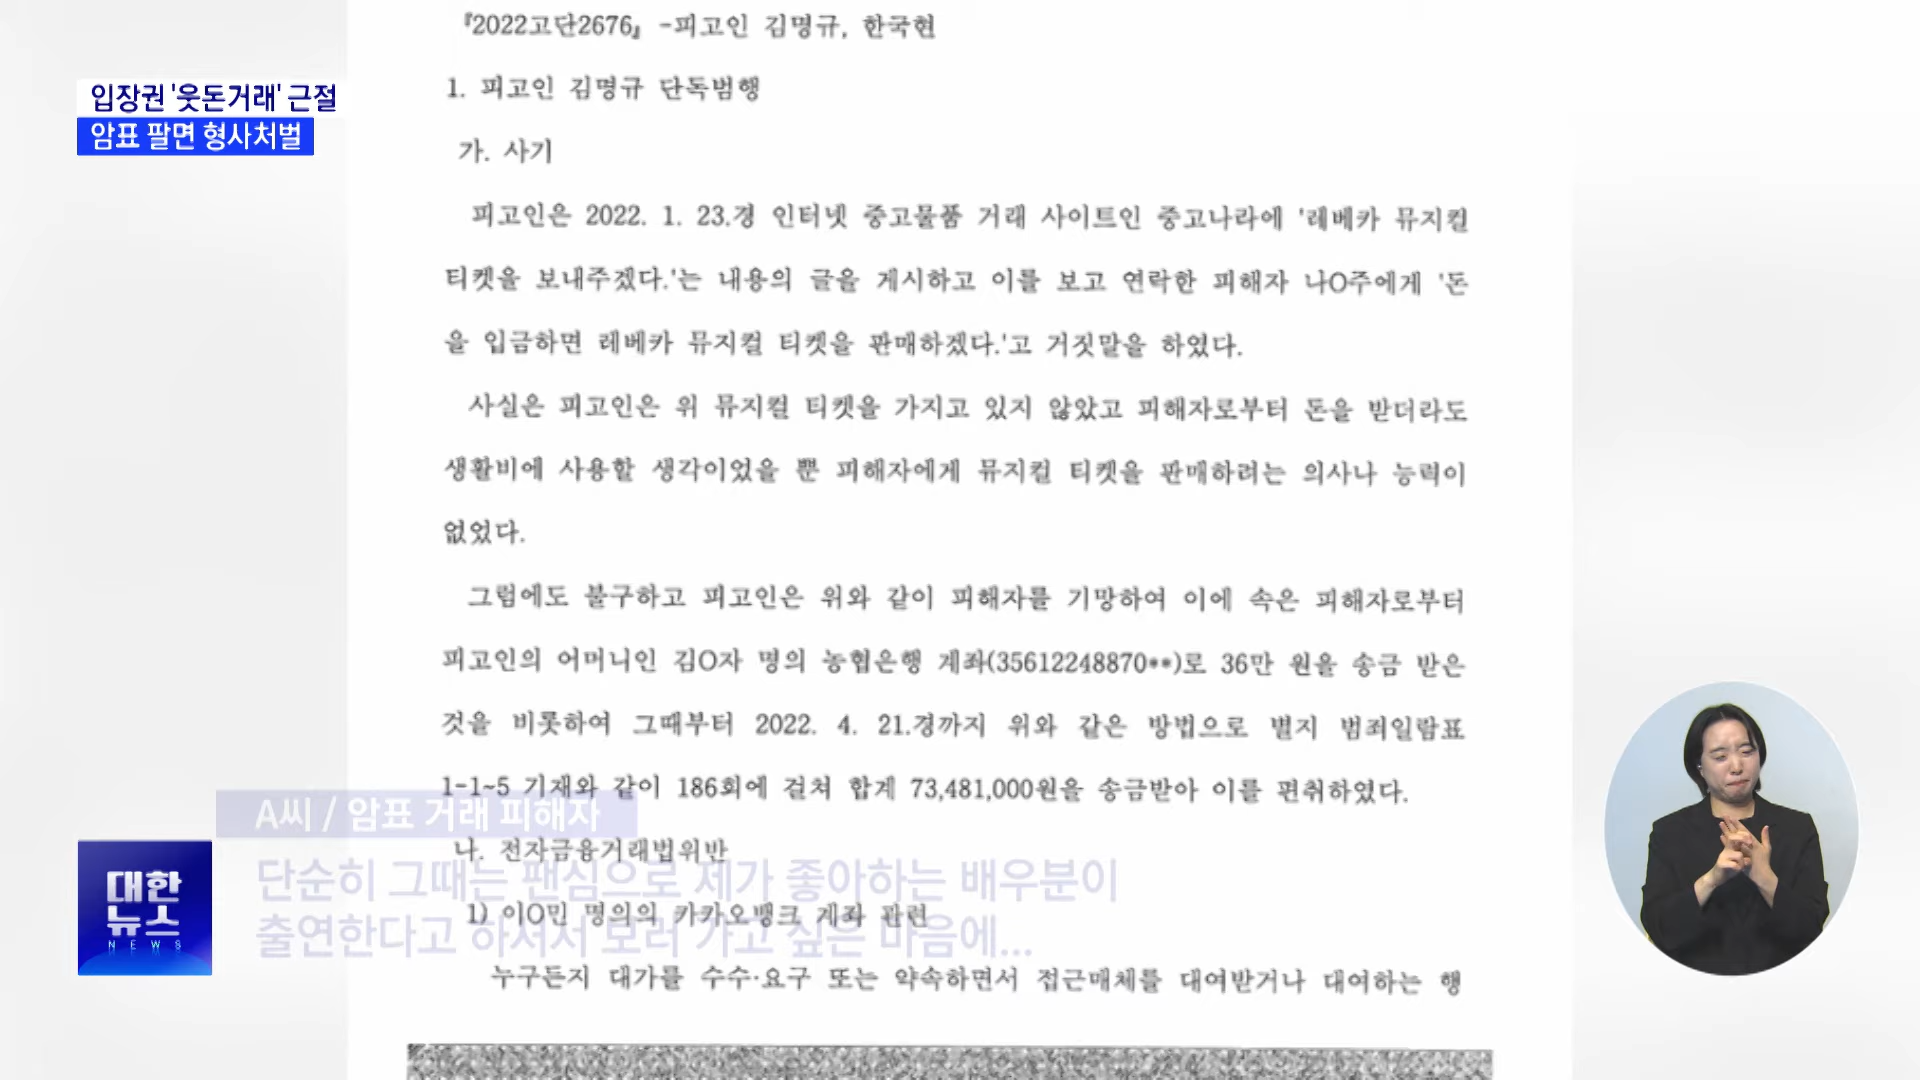 『2022고단2676』 -피고인 김명규, 한국현
입장권 '웃돈거래' 근절
암표 팔면 형사처벌
1. 피고인 김명규 단독범행
가. 사기
피고인은 2022. 1. 23.경 인터넷 중고물품 거래 사이트인 중고나라에 '레베카 뮤지컬
티켓을 보내주겠다.'는 내용의 글을 게시하고 이를 보고 연락한 피해자 나O주에게 '돈
을 입금하면 레베카 뮤지컬 티켓을 판매하겠다.'고 거짓말을 하였다.
사실은 피고인은 위 뮤지컬 티켓을 가지고 있지 않았고 피해자로부터 돈을 받더라도
생활비에 사용할 생각이었을 뿐 피해자에게 뮤지컬 티켓을 판매하려는 의사나 능력이
없었다.
그럼에도 불구하고 피고인은 위와 같이 피해자를 기망하여 이에 속은 피해자로부터
피고인의 어머니인 김O자 명의 농협은행 계좌(35612248870**)로 36만 원을 송금 받은
것을 비롯하여 그때부터 2022. 4. 21.경까지 위와 같은 방법으로 별지 범죄일람표
1-1~5 기재와 같이 186회에 걸쳐 합계 73,481,000원을 송금받아 이를 편취하였다.
A씨 / 암표 거래 피해자
나. 전자금융거래법위반
단순히 그때는 팬심으로 제가 좋아하는 배우분이
1) 이O민 명의의 카카오뱅크 계좌 관련
출연한다고 하셔서 보러 가고 싶은 마음에...
누구든지 대가를 수수·요구 또는 약속하면서 접근매체를 대여받거나 대여하는 행
대한
뉴스
NEWS